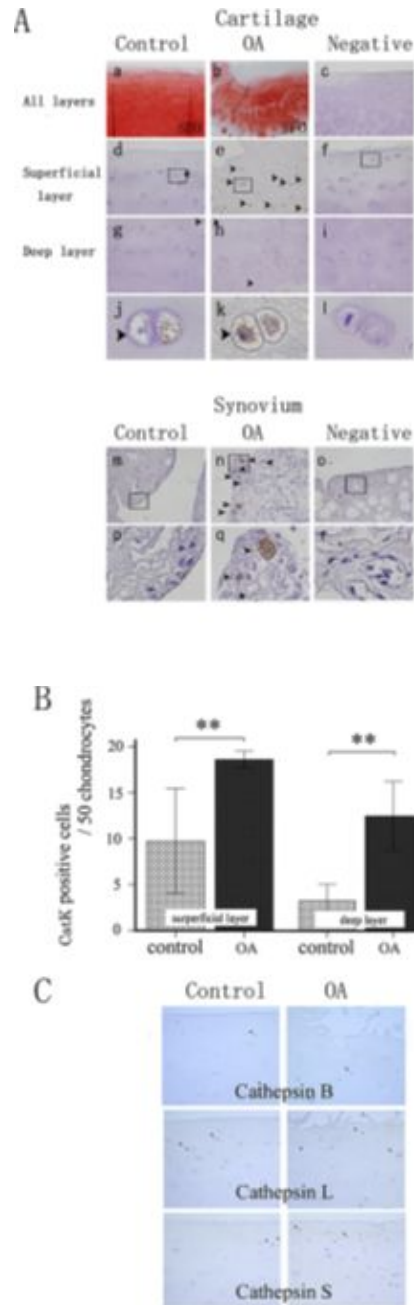 A
Cartilage
Control OA Negative
All layers
a b c
Superficial
layer
d e f
Deep layer
g h i
j k l
Synovium
Control OA Negative
m n o
p q r
B
CatK positive cells
/ 50 chondrocytes
** **
20
15
10
5
0
surperficial layer deep layer
control OA control OA
C
Control OA
Cathepsin B
Cathepsin L
Cathepsin S